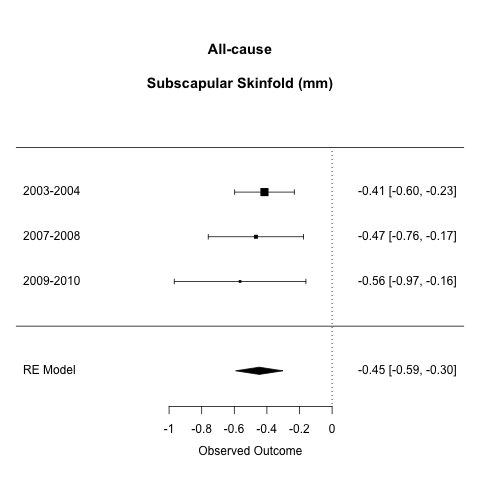 All-cause
Subscapular Skinfold (mm)
2003-2004 -0.41 [-0.60, -0.23]
2007-2008 -0.47 [-0.76, -0.17]
2009-2010 -0.56 [-0.97, -0.16]
RE Model -0.45 [-0.59, -0.30]
-1 -0.8 -0.6 -0.4 -0.2 0
Observed Outcome